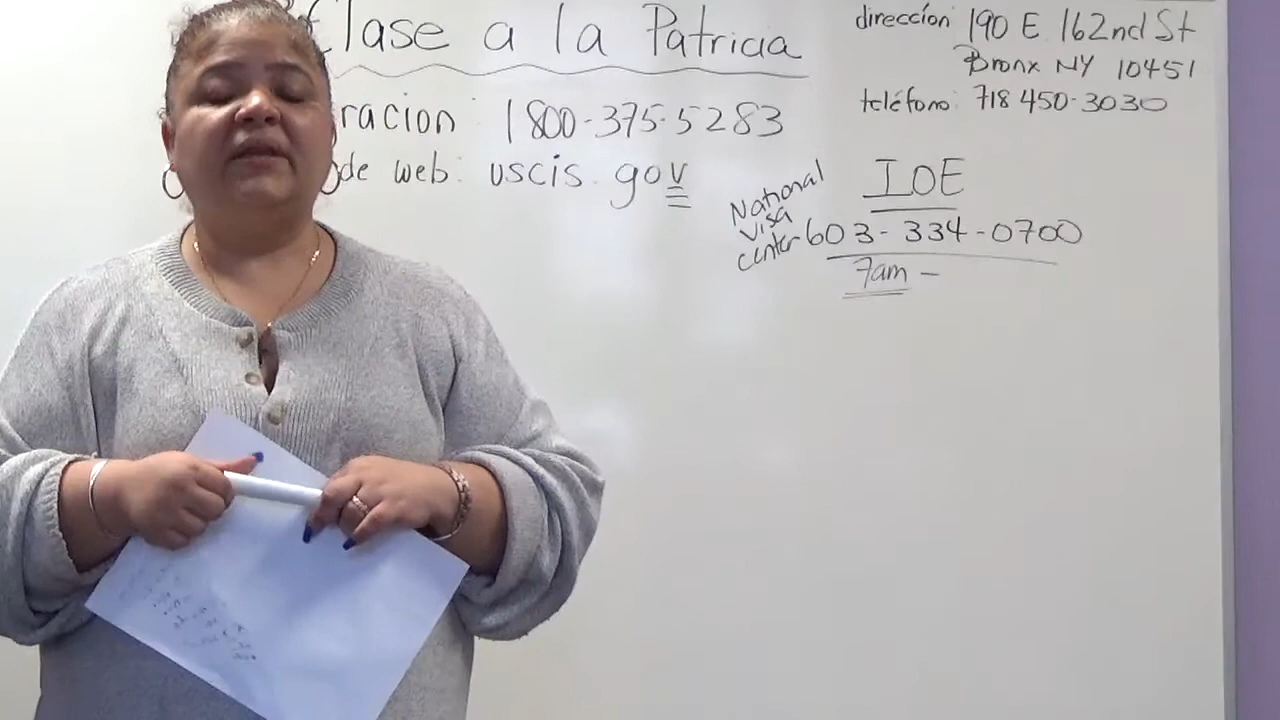 Clase a la Patricia
racion: 1800-375-5283
de web: uscis.gov
dirección: 190 E 162nd St
Bronx NY 10451
teléfono: 718 450-3030
IOE
National
Visa
Center 603-334-0700
7am -